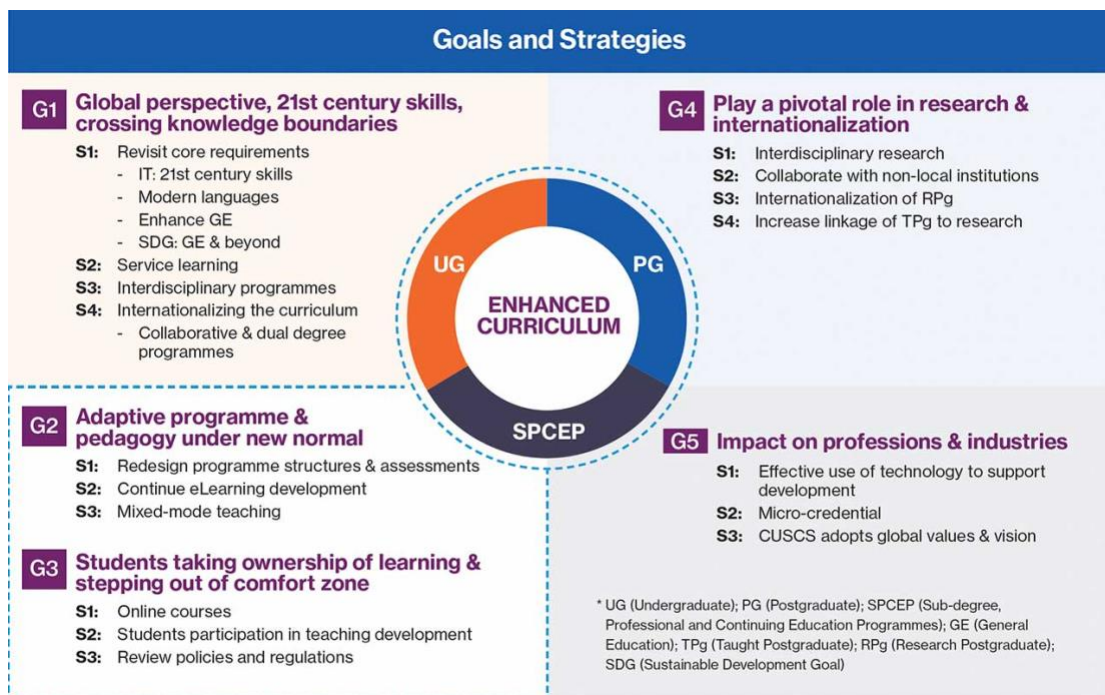 Goals and Strategies
G1
Global perspective, 21st century skills,
crossing knowledge boundaries
S1: Revisit core requirements
- IT: 21st century skills
- Modern languages
- Enhance GE
- SDG: GE & beyond
S2: Service learning
S3: Interdisciplinary programmes
S4: Internationalizing the curriculum
- Collaborative & dual degree
programmes
G4
Play a pivotal role in research &
internationalization
S1: Interdisciplinary research
S2: Collaborate with non-local institutions
S3: Internationalization of RPg
S4: Increase linkage of TPg to research
UG
PG
ENHANCED
CURRICULUM
SPCEP
G2
Adaptive programme &
pedagogy under new normal
S1: Redesign programme structures & assessments
S2: Continue eLearning development
S3: Mixed-mode teaching
G3
Students taking ownership of learning &
stepping out of comfort zone
S1: Online courses
S2: Students participation in teaching development
S3: Review policies and regulations
G5
Impact on professions & industries
S1: Effective use of technology to support
development
S2: Micro-credential
S3: CUSCS adopts global values & vision
* UG (Undergraduate); PG (Postgraduate); SPCEP (Sub-degree,
Professional and Continuing Education Programmes); GE (General
Education); TPg (Taught Postgraduate); RPg (Research Postgraduate);
SDG (Sustainable Development Goal)